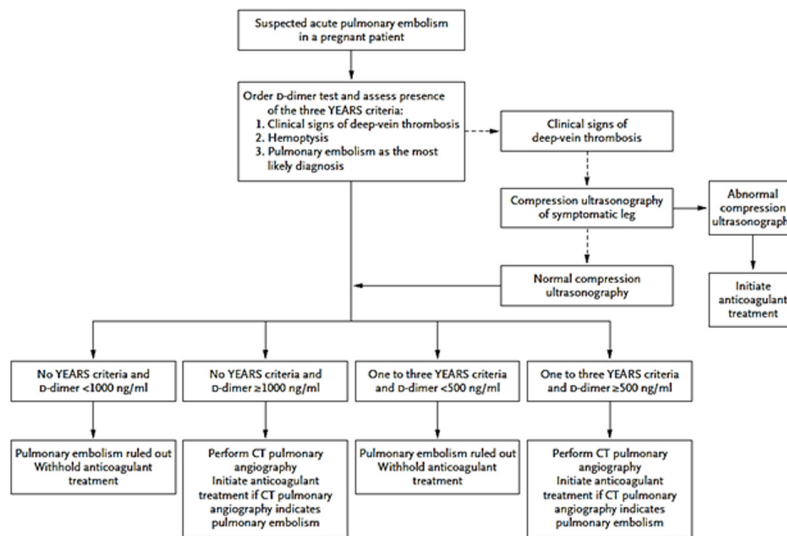 Suspected acute pulmonary embolism
in a pregnant patient
Order D-dimer test and assess presence
of the three YEARS criteria:
1. Clinical signs of deep-vein thrombosis
2. Hemoptysis
3. Pulmonary embolism as the most
likely diagnosis
Clinical signs of
deep-vein thrombosis
Compression ultrasonography
of symptomatic leg
Abnormal
compression
ultrasonography
Normal compression
ultrasonography
Initiate
anticoagulant
treatment
No YEARS criteria and
D-dimer <1000 ng/ml
No YEARS criteria and
D-dimer ≥1000 ng/ml
One to three YEARS criteria
and D-dimer <500 ng/ml
One to three YEARS criteria
and D-dimer ≥500 ng/ml
Pulmonary embolism ruled out
Withhold anticoagulant
treatment
Perform CT pulmonary
angiography
Initiate anticoagulant
treatment if CT pulmonary
angiography indicates
pulmonary embolism
Pulmonary embolism ruled out
Withhold anticoagulant
treatment
Perform CT pulmonary
angiography
Initiate anticoagulant
treatment if CT pulmonary
angiography indicates
pulmonary embolism